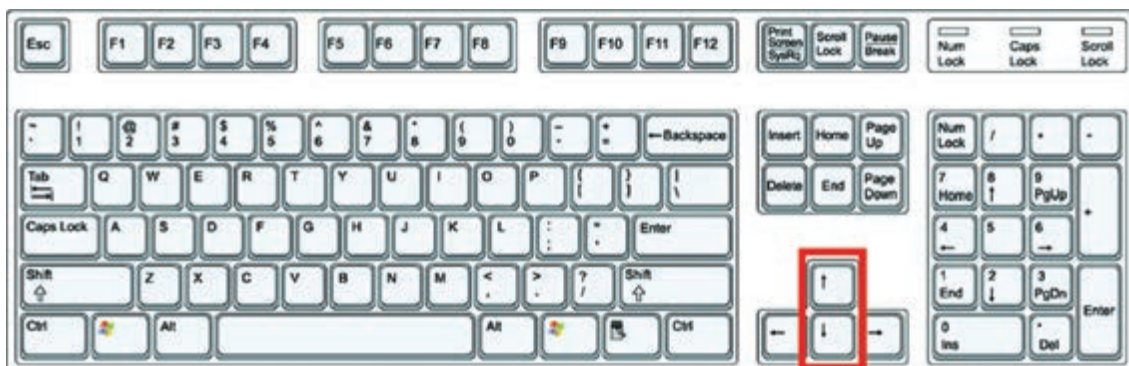 Esc F1 F2 F3 F4 F5 F6 F7 F8 F9 F10 F11 F12 Print Screen SysRq Scroll Lock Pause Break Num Lock Caps Lock Scroll Lock
~ ` ! 1 @ 2 # 3 $ 4 % 5 ^ 6 & 7 * 8 ( 9 ) 0 - + = ←Backspace Insert Home Page Up Num Lock / * -
Tab Q W E R T Y U I O P { [ } ] | \ Delete End Page Down 7 Home 8 ↑ 9 PgUp +
Caps Lock A S D F G H J K L : ; " ' Enter 4 ← 5 6 →
Shift Z X C V B N M < , > . ? / Shift ↑ 1 End 2 ↓ 3 PgDn Enter
Ctrl Alt Alt Ctrl ← ↓ → 0 Ins . Del